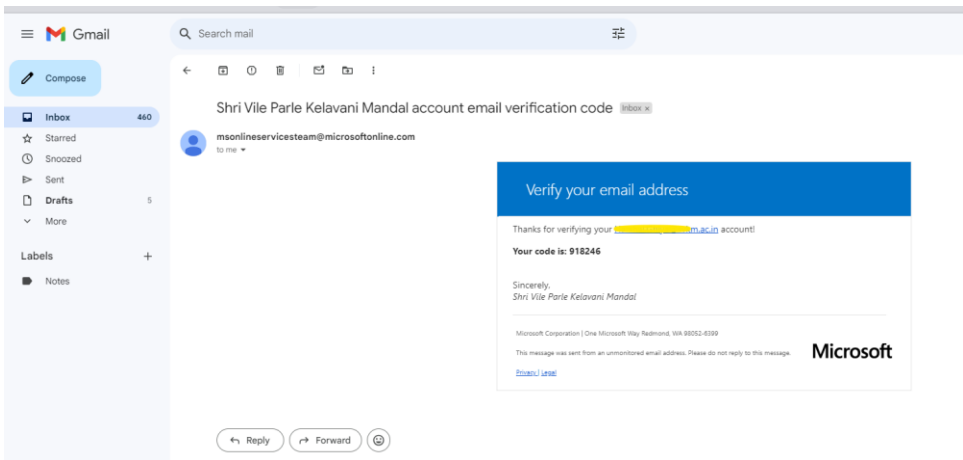 Gmail
Search mail
Compose
Inbox 460
Starred
Snoozed
Sent
Drafts 5
More
Labels +
Notes
Shri Vile Parle Kelavani Mandal account email verification code Inbox x
msonlineservicesteam@microsoftonline.com
to me
Verify your email address
Thanks for verifying your m.ac.in account!
Your code is: 918246
Sincerely,
Shri Vile Parle Kelavani Mandal
Microsoft Corporation | One Microsoft Way Redmond, WA 98052-6399
This message was sent from an unmonitored email address. Please do not reply to this message.
Microsoft
Privacy | Legal
Reply
Forward